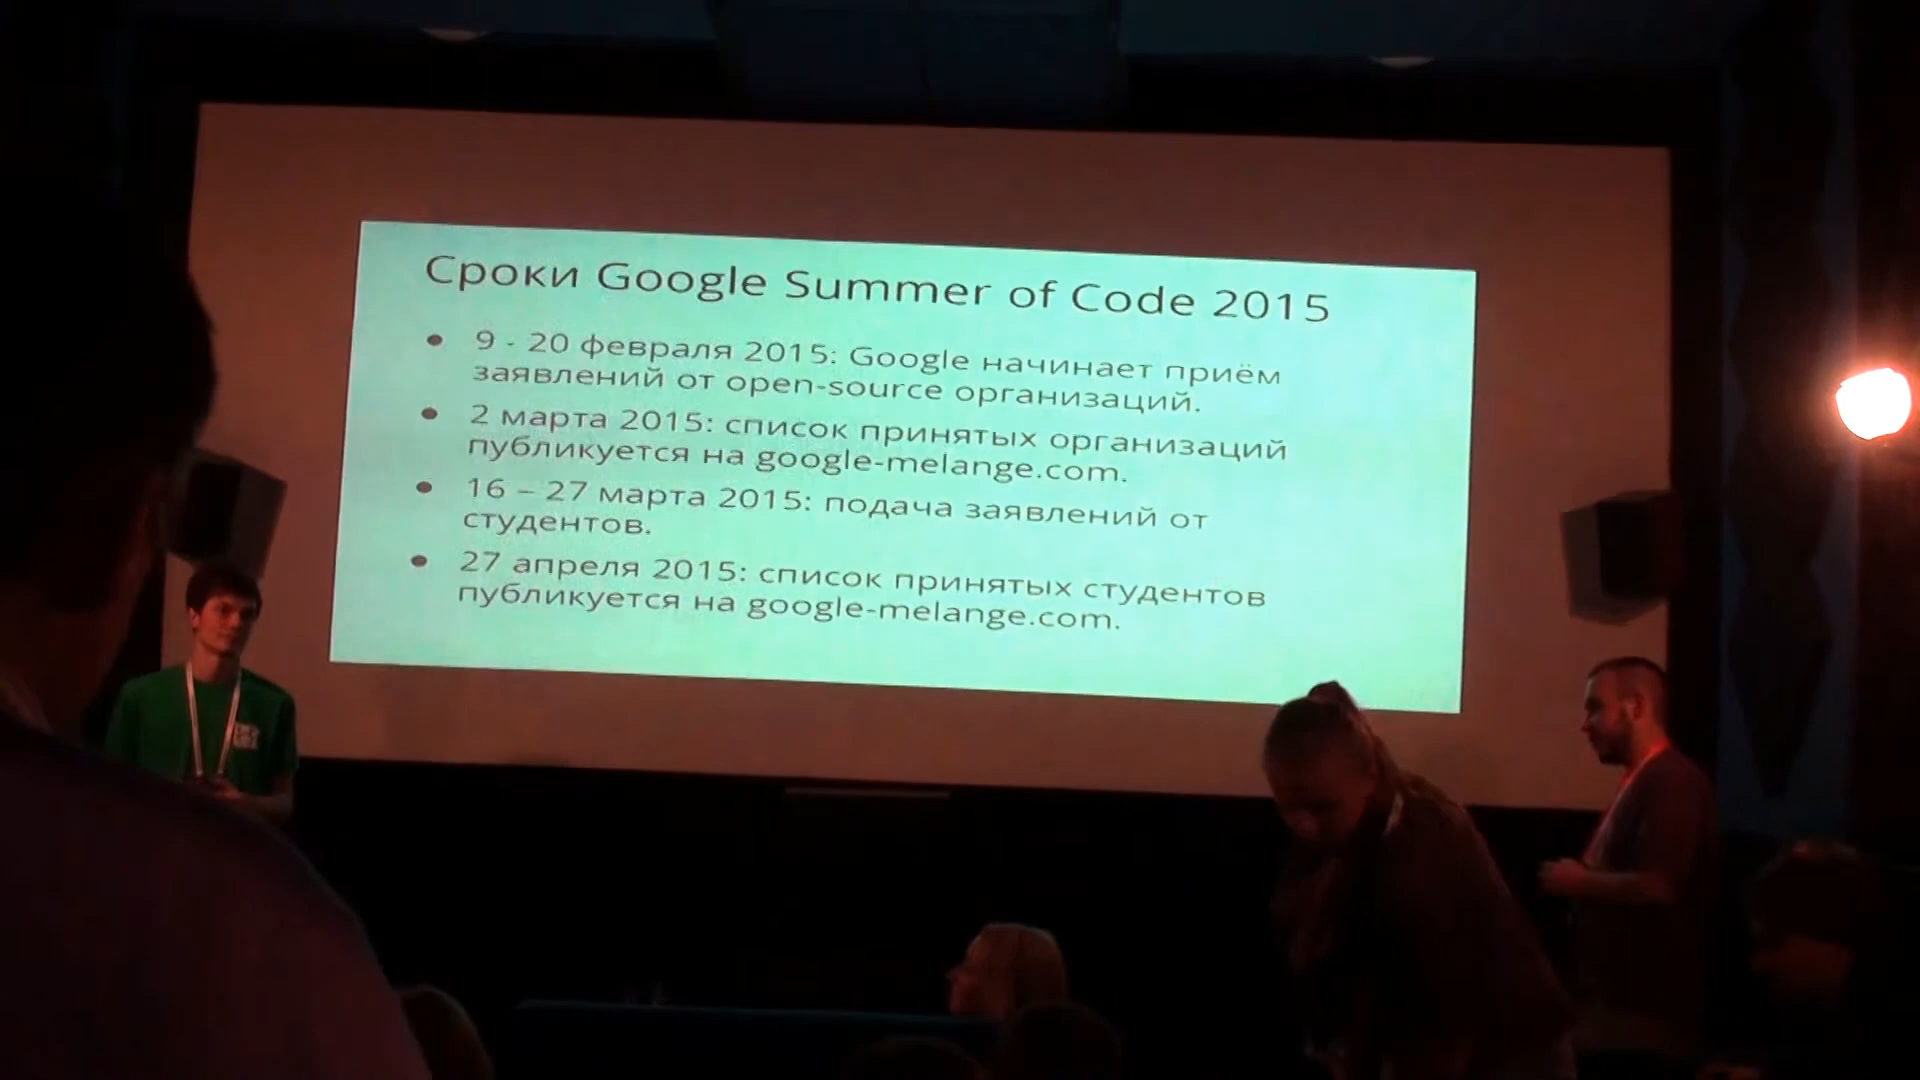 Сроки Google Summer of Code 2015
• 9 - 20 февраля 2015: Google начинает приём
заявлений от open-source организаций.
• 2 марта 2015: список принятых организаций
публикуется на google-melange.com.
• 16 – 27 марта 2015: подача заявлений от
студентов.
• 27 апреля 2015: список принятых студентов
публикуется на google-melange.com.